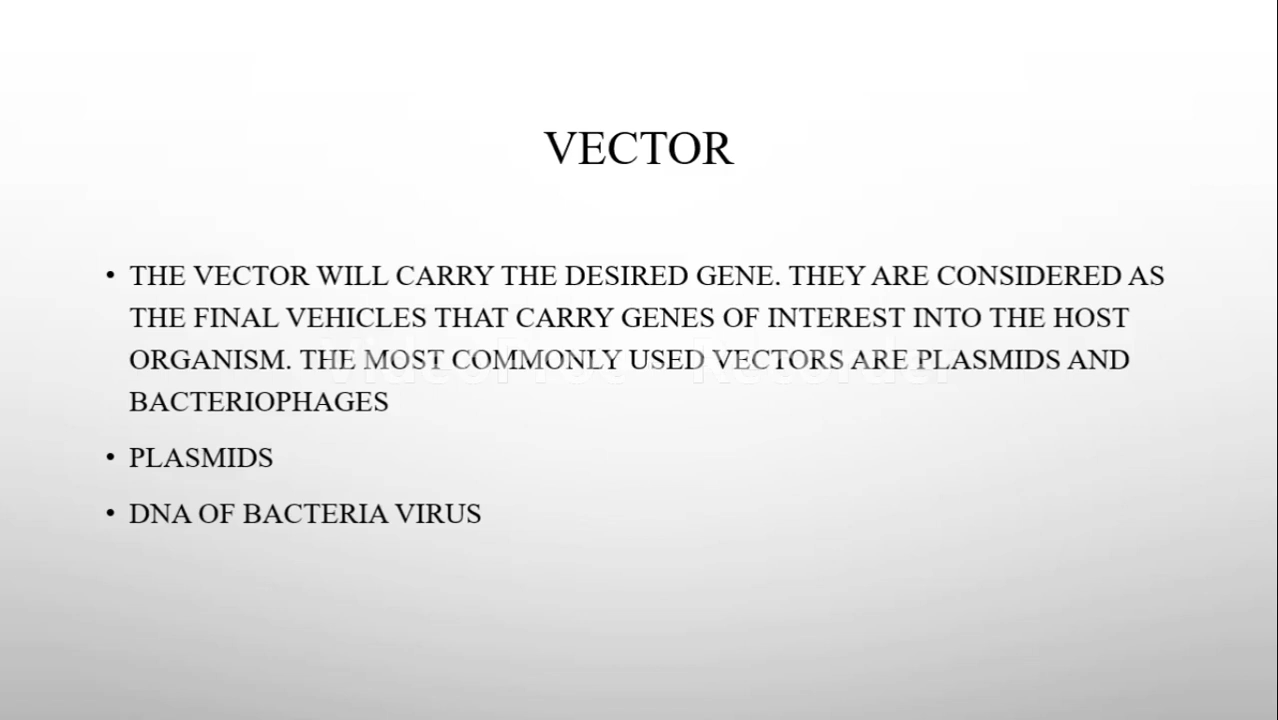 VECTOR
• THE VECTOR WILL CARRY THE DESIRED GENE. THEY ARE CONSIDERED AS
THE FINAL VEHICLES THAT CARRY GENES OF INTEREST INTO THE HOST
ORGANISM. THE MOST COMMONLY USED VECTORS ARE PLASMIDS AND
BACTERIOPHAGES
• PLASMIDS
• DNA OF BACTERIA VIRUS